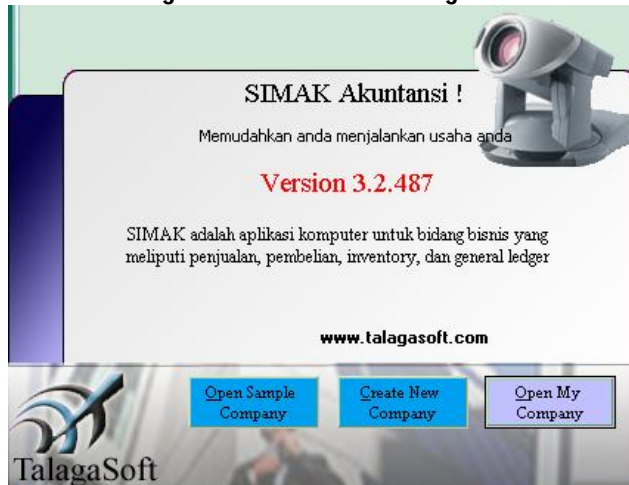 SIMAK Akuntansi !
Memudahkan anda menjalankan usaha anda
Version 3.2.487
SIMAK adalah aplikasi komputer untuk bidang bisnis yang
meliputi penjualan, pembelian, inventory, dan general ledger
www.talagasoft.com
Open Sample
Company
Create New
Company
Open My
Company
TalagaSoft